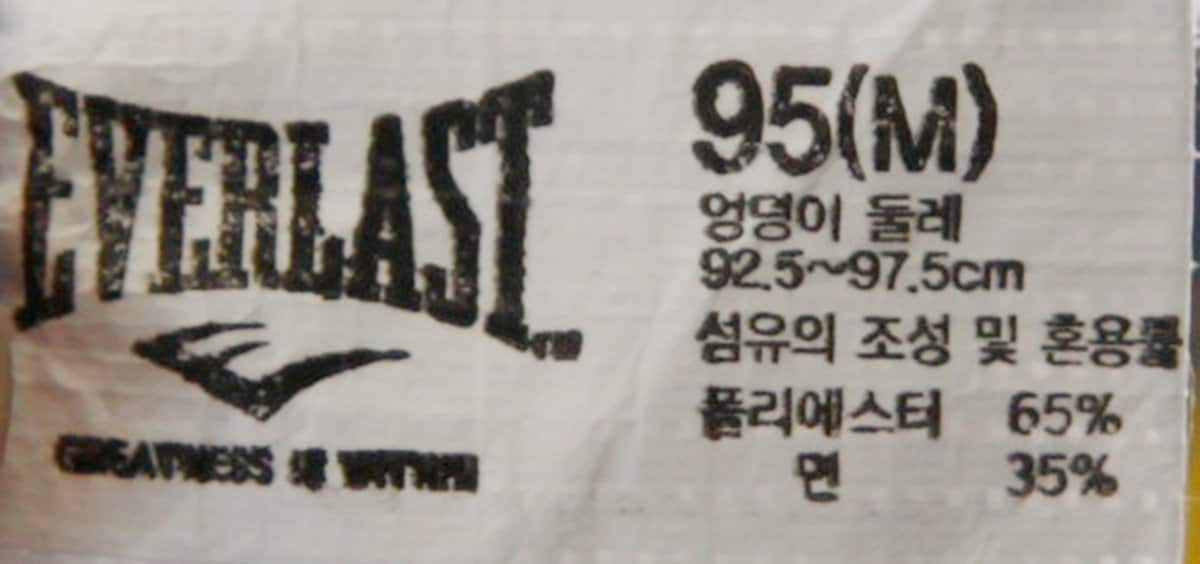 EVERLAST™
GREATNESS IS WITHIN
95(M)
엉덩이 둘레
92.5~97.5cm
섬유의 조성 및 혼용률
폴리에스터 65%
면 35%